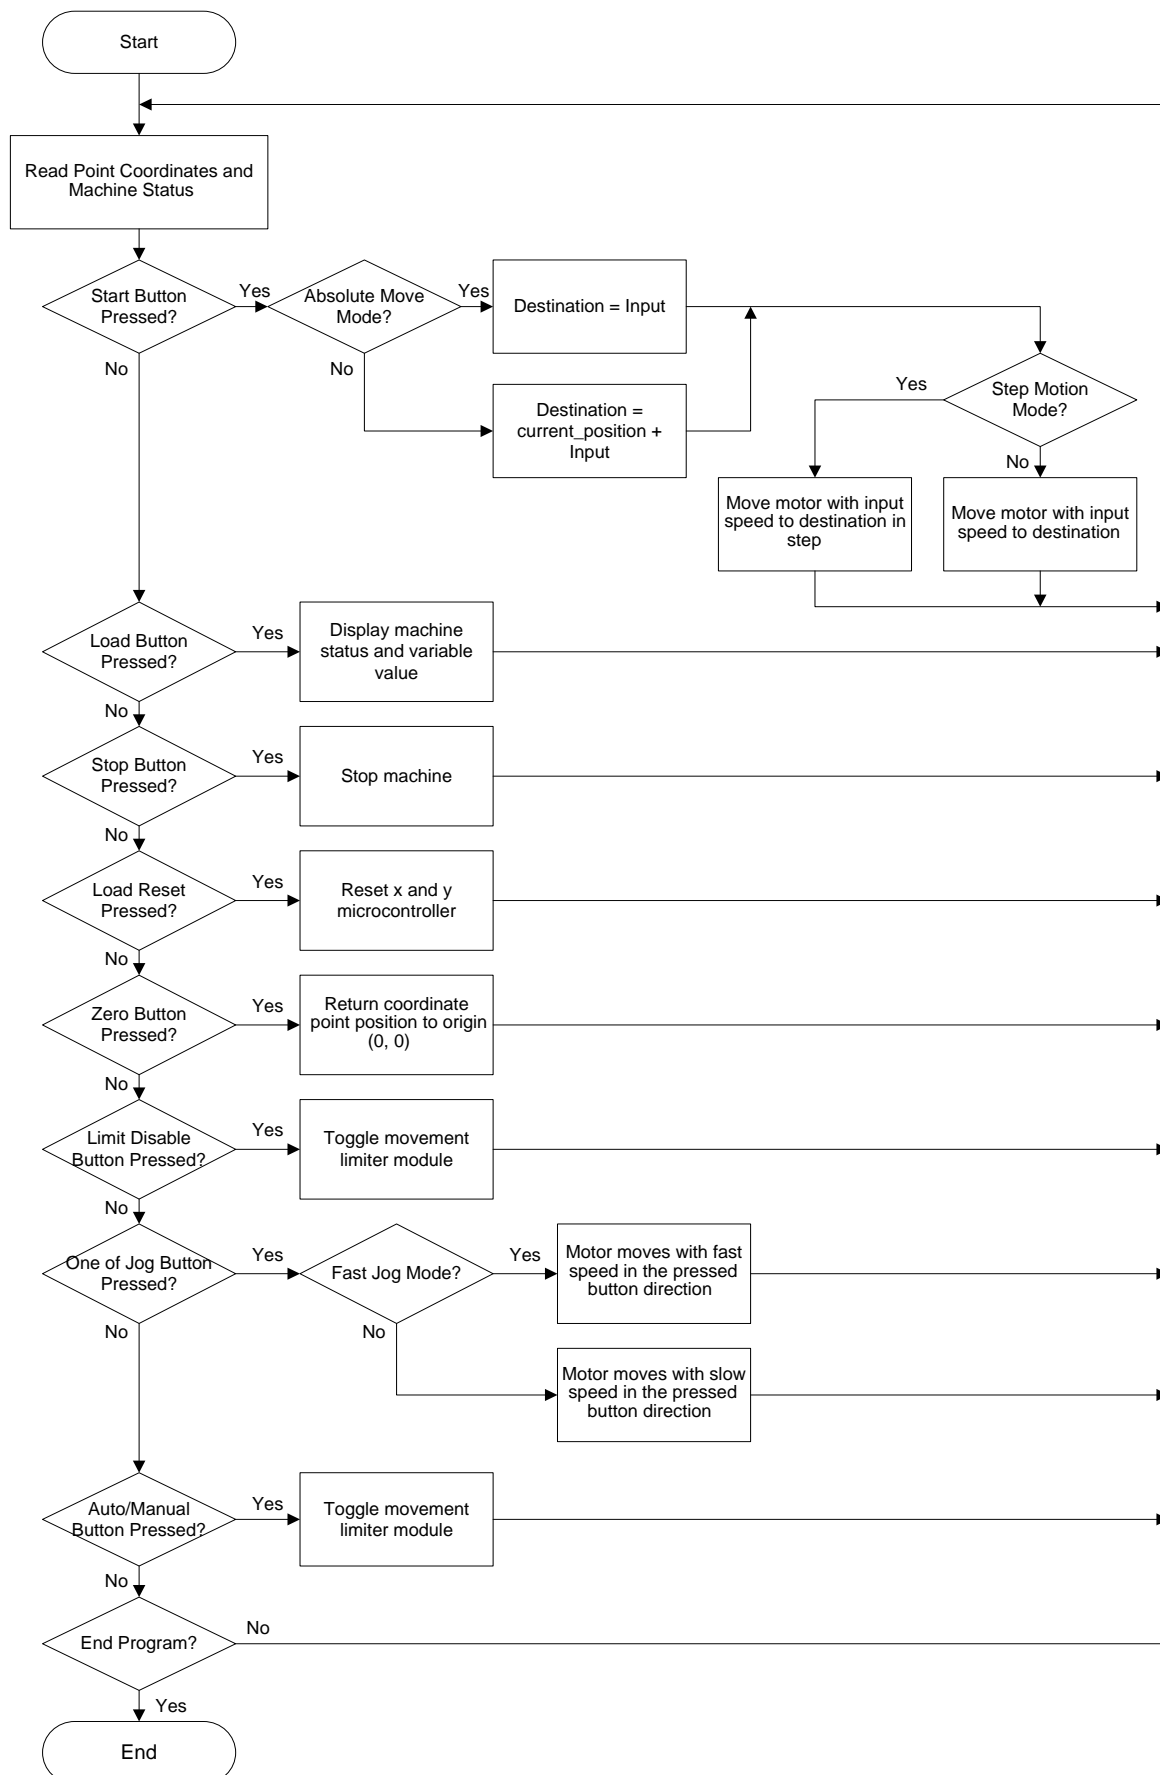 Start
Read Point Coordinates and
Machine Status
Start Button
Pressed?
Yes
Absolute Move
Mode?
Yes
Destination = Input
No
No
Destination =
current_position +
Input
Yes
Step Motion
Mode?
No
Move motor with input
speed to destination in
step
Move motor with input
speed to destination
Load Button
Pressed?
Yes
Display machine
status and variable
value
No
Stop Button
Pressed?
Yes
Stop machine
No
Load Reset
Pressed?
Yes
Reset x and y
microcontroller
No
Zero Button
Pressed?
Yes
Return coordinate
point position to origin
(0, 0)
No
Limit Disable
Button Pressed?
Yes
Toggle movement
limiter module
No
One of Jog Button
Pressed?
Yes
Fast Jog Mode?
Yes
Motor moves with fast
speed in the pressed
button direction
No
No
Motor moves with slow
speed in the pressed
button direction
Auto/Manual
Button Pressed?
Yes
Toggle movement
limiter module
No
End Program?
No
Yes
End